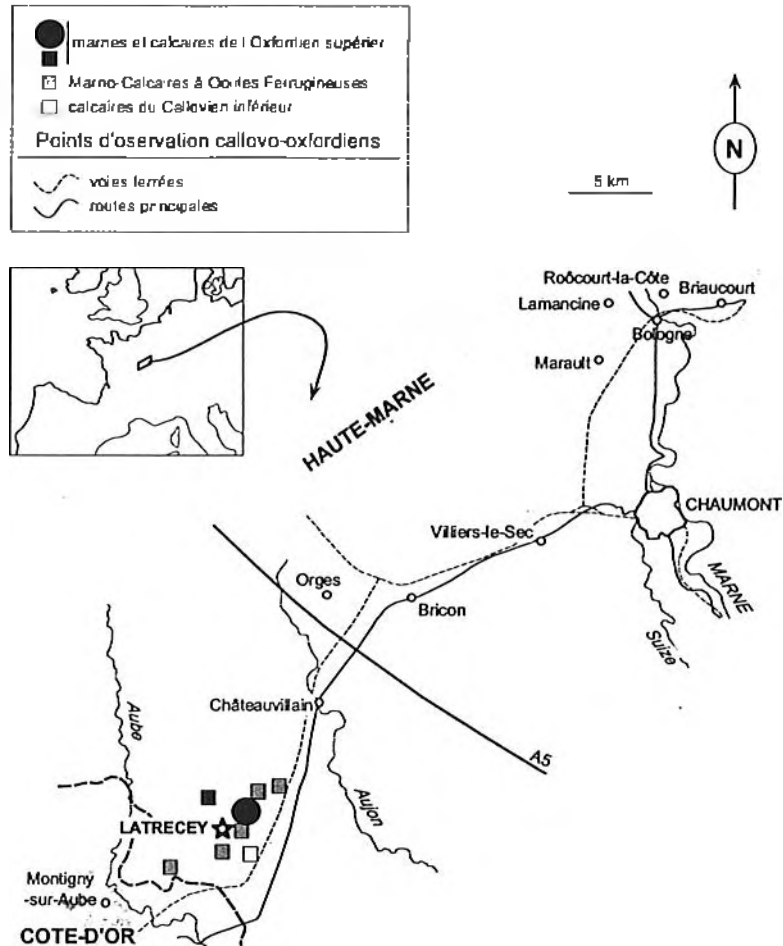 marnes et calcaires de l Oxfordien supérier
Marno-Calcaires à Oolites Ferrugineuses
calcaires du Callovien inférieur
Points d'oservation callovo-oxfordiens
voies ferrées
routes principales
5 km
N
Roôcourt-la-Côte
Briaucourt
Lamancine
Bologne
Marault
HAUTE-MARNE
CHAUMONT
Villiers-le-Sec
MARNE
Orges
Bricon
Suize
Châteauvillain
Aube
A5
Aujon
LATRECEY
Montigny
-sur-Aube
COTE-D'OR